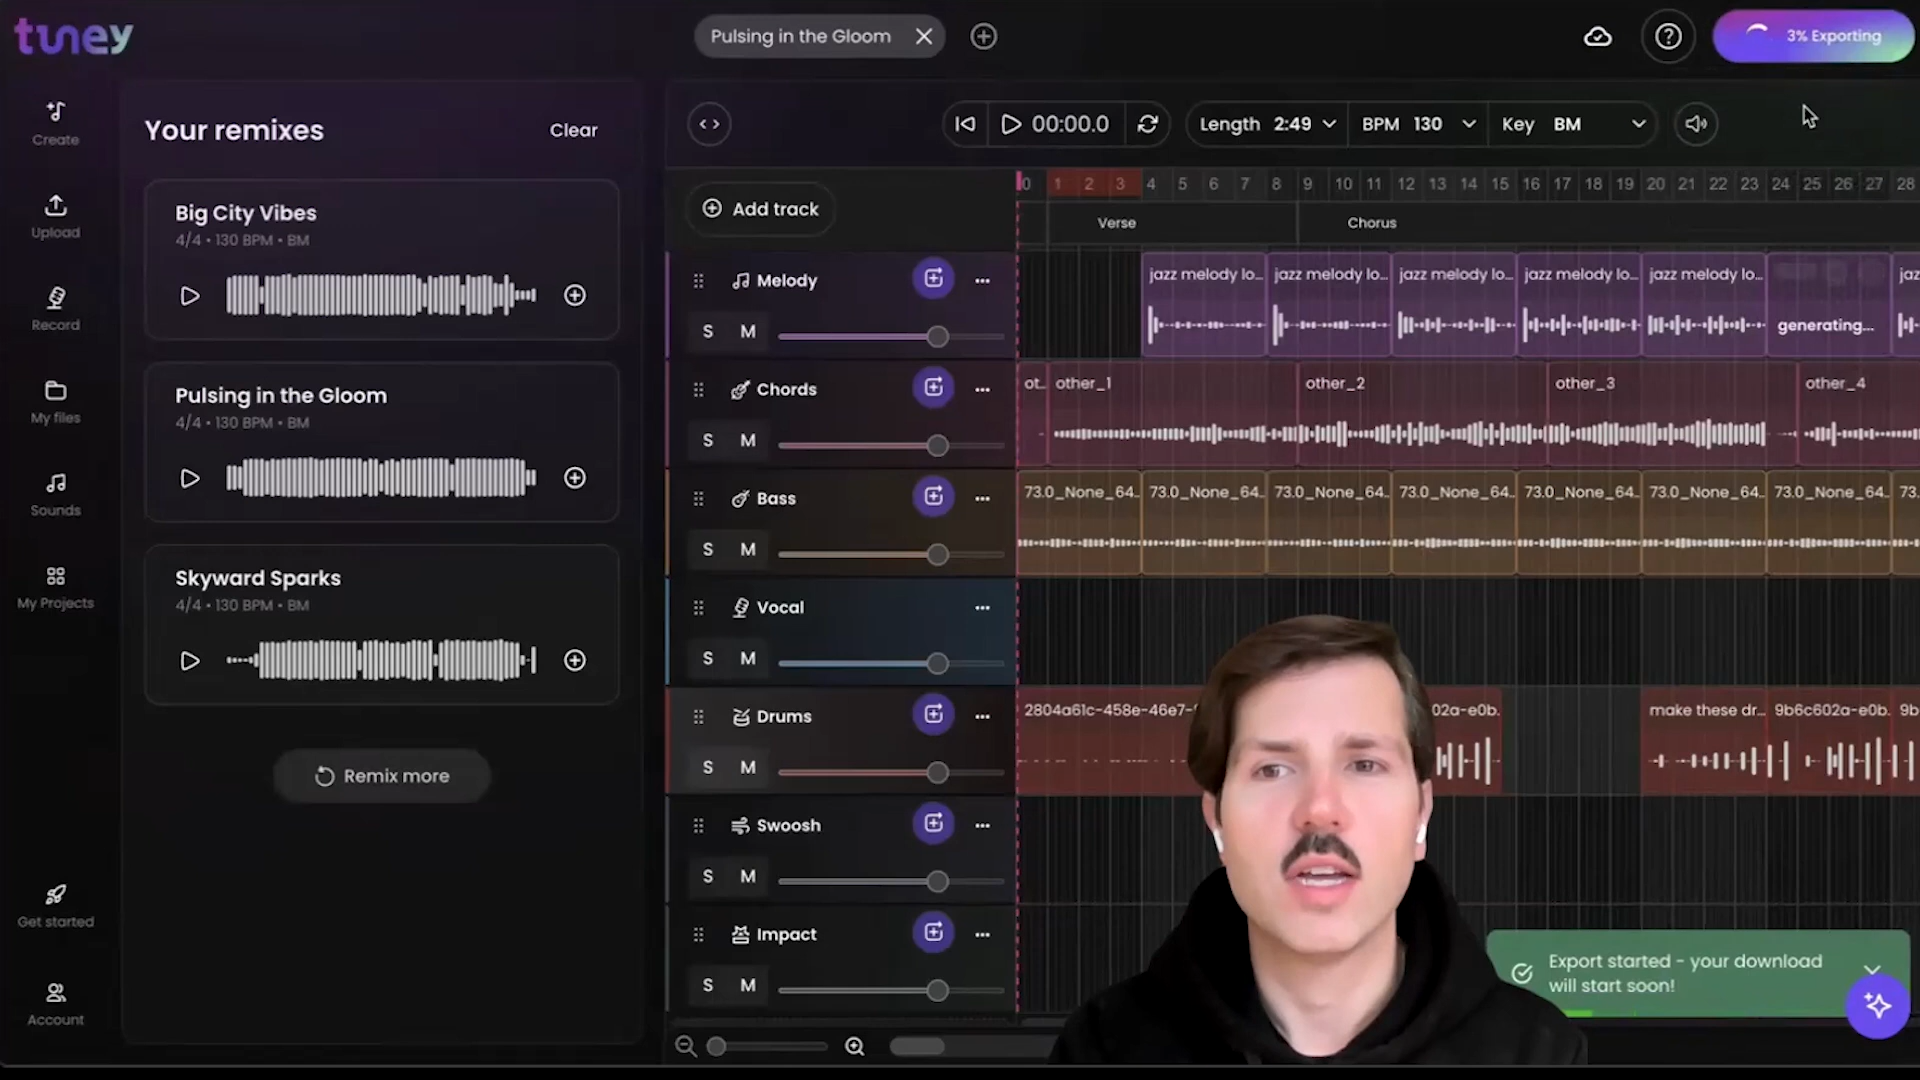 tuney
Pulsing in the Gloom
3% Exporting
Create
Upload
Record
My files
Sounds
My Projects
Get started
Account
Your remixes
Clear
Big City Vibes
4/4 • 130 BPM • BM
Pulsing in the Gloom
4/4 • 130 BPM • BM
Skyward Sparks
4/4 • 130 BPM • BM
Remix more
00:00.0
Length 2:49
BPM 130
Key BM
Add track
0 1 2 3 4 5 6 7 8 9 10 11 12 13 14 15 16 17 18 19 20 21 22 23 24 25 26 27 28
Verse
Chorus
Melody
S M
jazz melody lo... jazz melody lo... jazz melody lo... jazz melody lo... jazz melody lo... jaz
generating...
Chords
S M
ot... other_1 other_2 other_3 other_4
Bass
S M
73.0_None_64... 73.0_None_64... 73.0_None_64... 73.0_None_64... 73.0_None_64... 73.0_None_64... 73.0_None_64... 73.
Vocal
S M
Drums
S M
2804a61c-458e-46e7- 02a-e0b. make these dr... 9b6c602a-e0b. 9b
Swoosh
S M
Impact
S M
Export started - your download
will start soon!